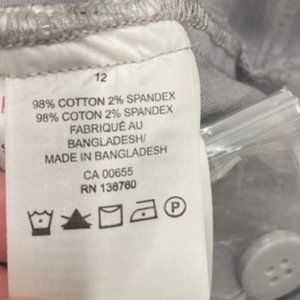 12
98% COTTON 2% SPANDEX
98% COTON 2% SPANDEX
FABRIQUÉ AU
BANGLADESH/
MADE IN BANGLADESH
CA 00655
RN 138760
P